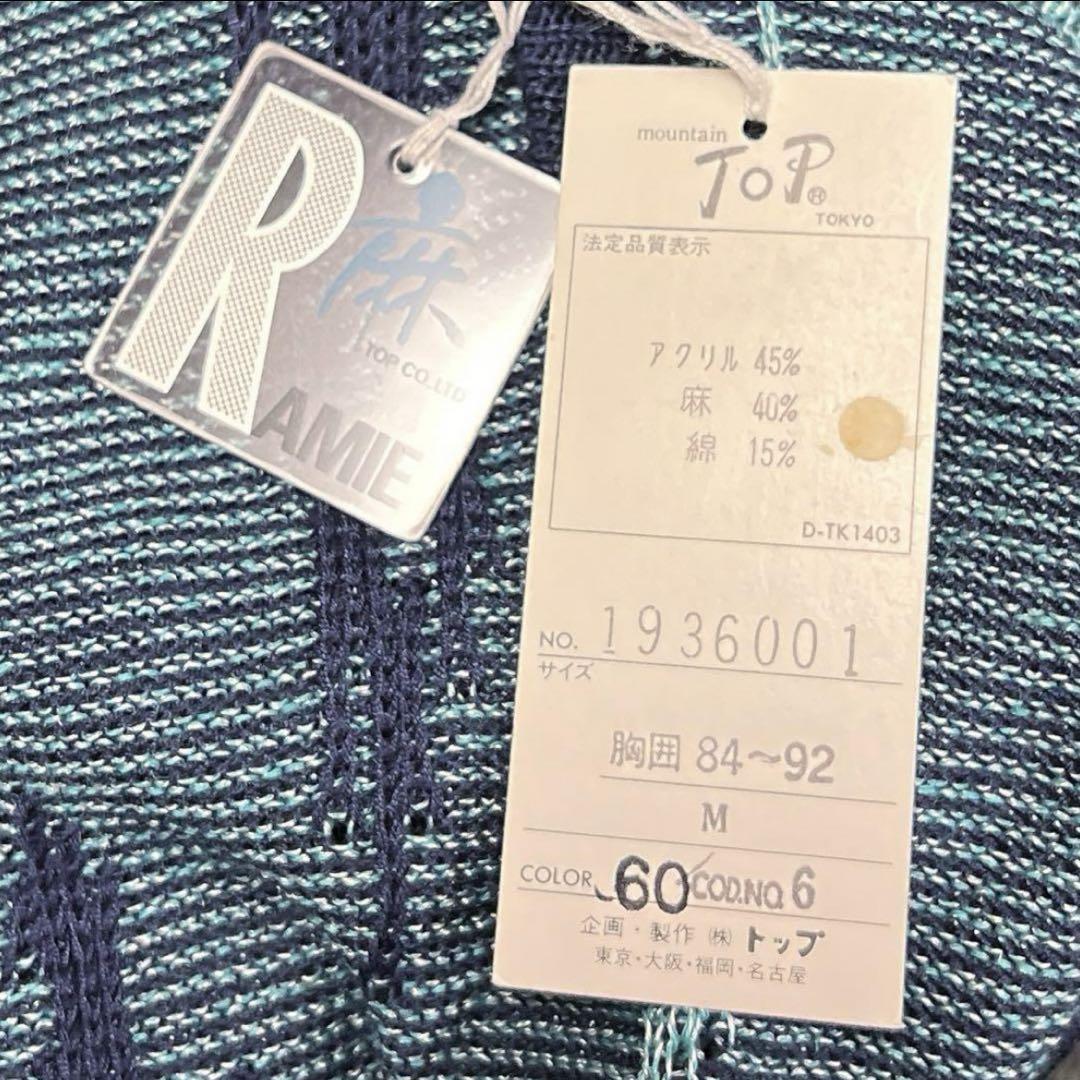 RAMIE
麻
TOP CO.,LTD
mountain
ToP®
TOKYO
法定品質表示
アクリル 45%
麻 40%
綿 15%
D-TK1403
NO. 1936001
サイズ
胸囲 84～92
M
COLOR 60/COD.NO. 6
企画・製作 ㈱ トップ
東京・大阪・福岡・名古屋